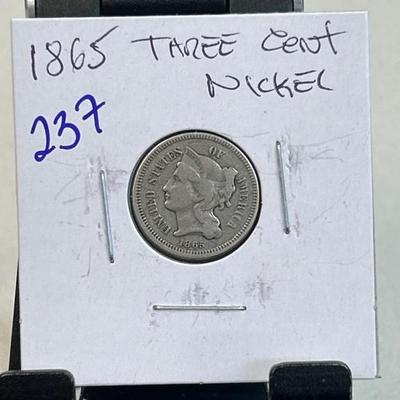 1865 THREE CENT
NICKEL
237
UNITED STATES OF AMERICA
1865